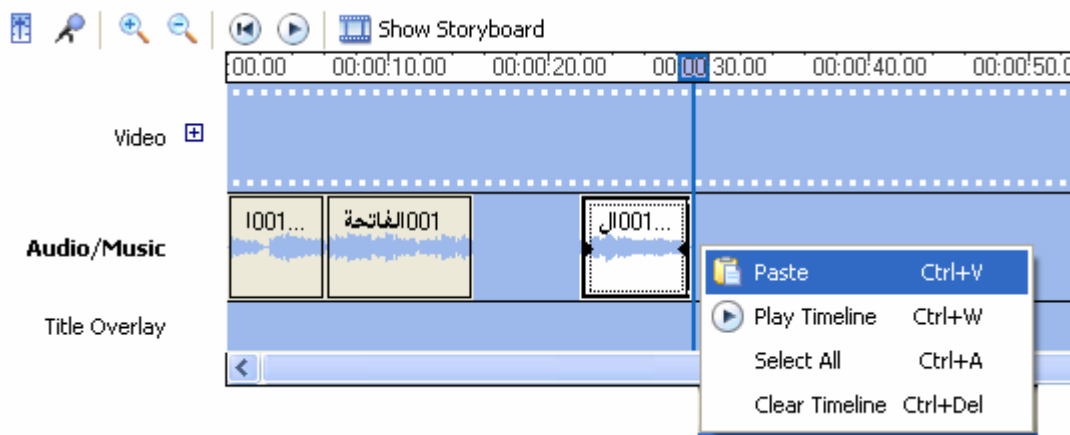 Show Storyboard
00.00 00:00:10.00 00:00:20.00 00:00:30.00 00:00:40.00 00:00:50.0
Video
001ا... 001الفاتحة 001ال...
Audio/Music
Paste Ctrl+V
Play Timeline Ctrl+W
Title Overlay
Select All Ctrl+A
Clear Timeline Ctrl+Del